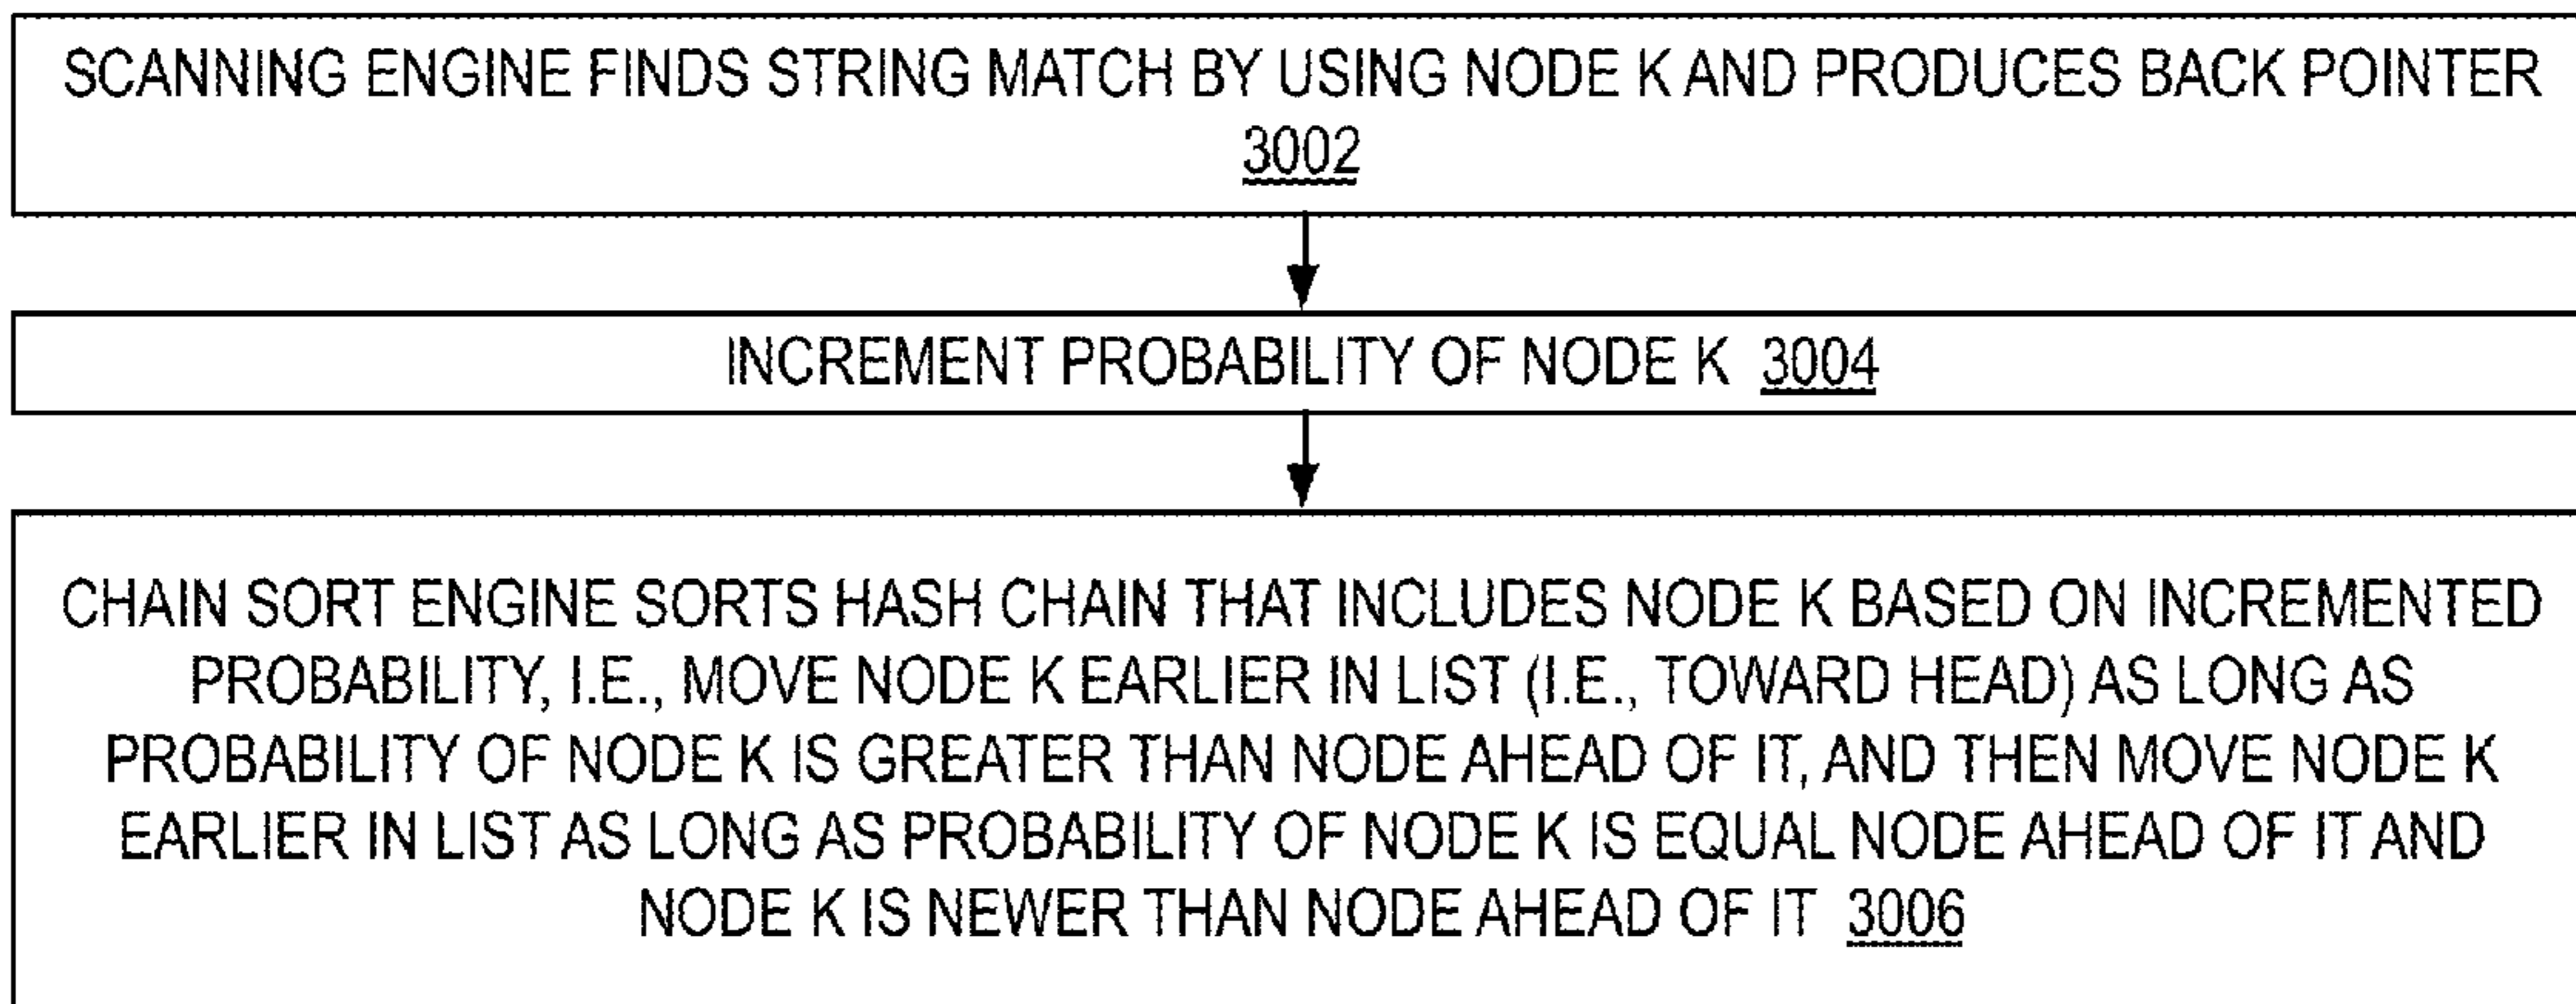 SCANNING ENGINE FINDS STRING MATCH BY USING NODE K AND PRODUCES BACK POINTER
3002
INCREMENT PROBABILITY OF NODE K 3004
CHAIN SORT ENGINE SORTS HASH CHAIN THAT INCLUDES NODE K BASED ON INCREMENTED
PROBABILITY, I.E., MOVE NODE K EARLIER IN LIST (I.E., TOWARD HEAD) AS LONG AS
PROBABILITY OF NODE K IS GREATER THAN NODE AHEAD OF IT, AND THEN MOVE NODE K
EARLIER IN LIST AS LONG AS PROBABILITY OF NODE K IS EQUAL NODE AHEAD OF IT AND
NODE K IS NEWER THAN NODE AHEAD OF IT 3006